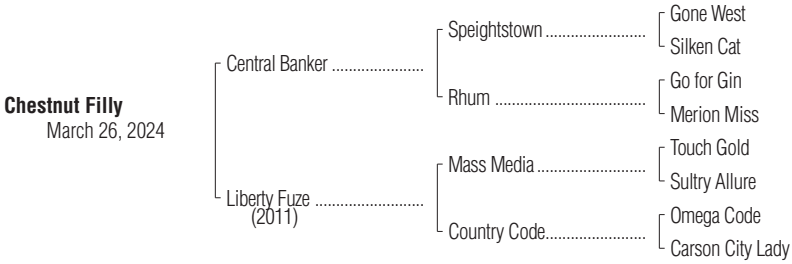 Chestnut Filly
March 26, 2024
Central Banker ......................
Liberty Fuze ..........................
(2011)
Speightstown ........................
Rhum ....................................
Mass Media ..........................
Country Code........................
Gone West
Silken Cat
Go for Gin
Merion Miss
Touch Gold
Sultry Allure
Omega Code
Carson City Lady